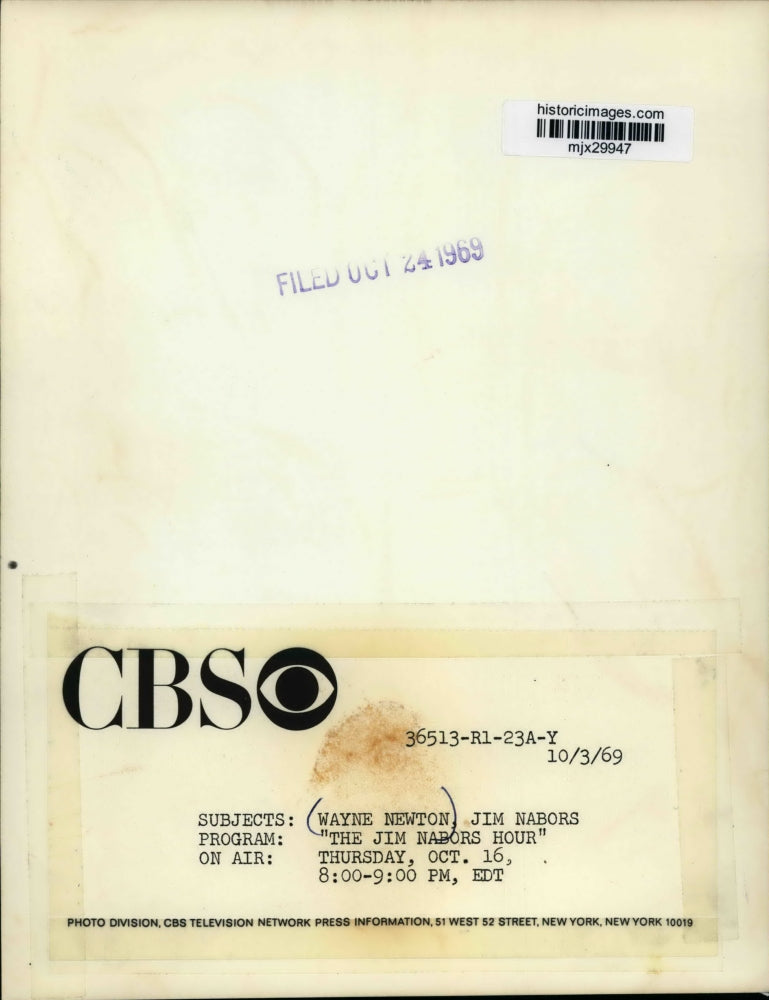 historicimages.com
mjx29947
FILED OCT 24 1969
CBS
36513-R1-23A-Y
10/3/69
SUBJECTS: (WAYNE NEWTON) JIM NABORS
PROGRAM: "THE JIM NABORS HOUR"
ON AIR: THURSDAY, OCT. 16,
8:00-9:00 PM, EDT
PHOTO DIVISION, CBS TELEVISION NETWORK PRESS INFORMATION, 51 WEST 52 STREET, NEW YORK, NEW YORK 10019